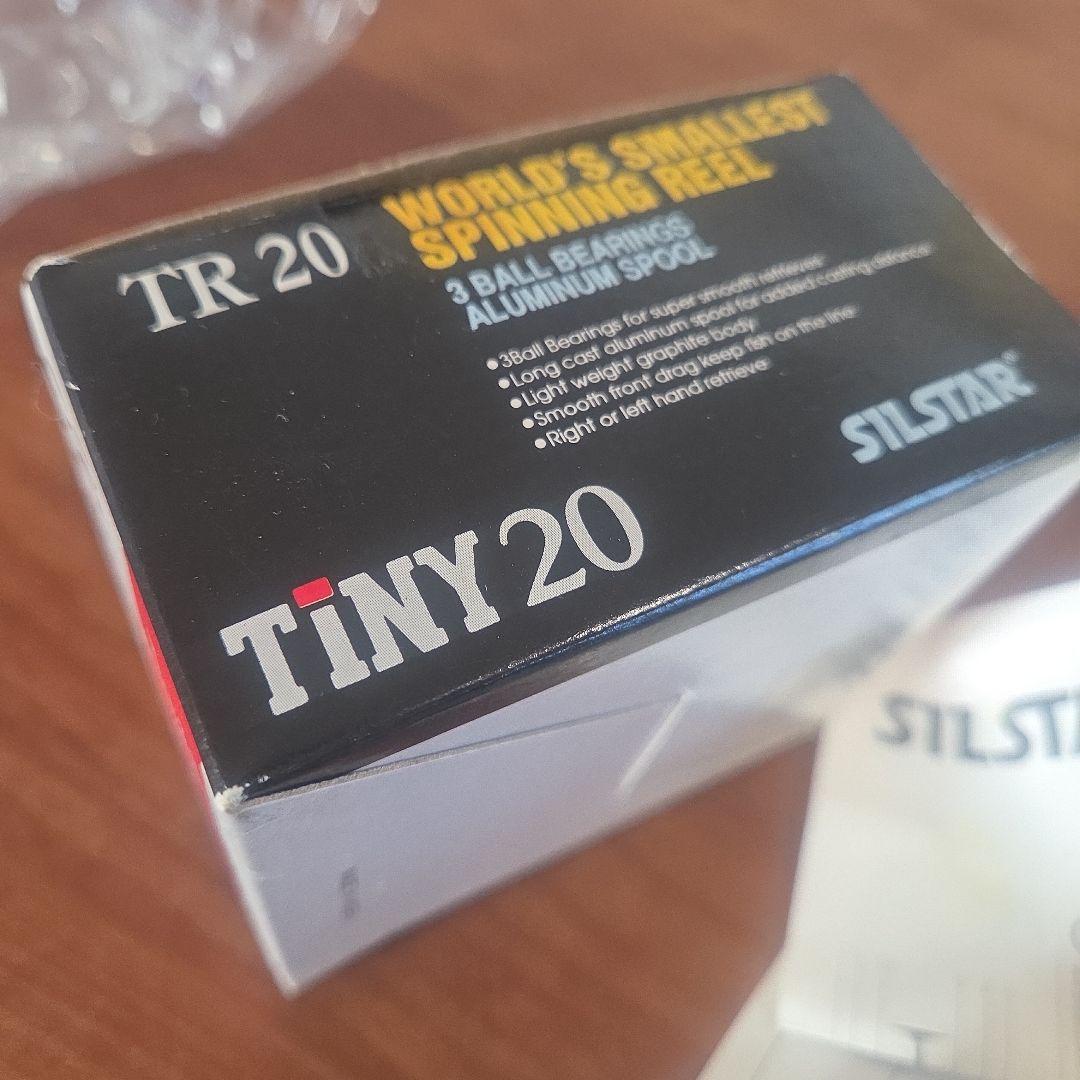 TR 20
WORLD'S SMALLEST
SPINNING REEL
3 BALL BEARINGS
ALUMINUM SPOOL
•3Ball Bearings for super smooth retrieves
•Long cast aluminum spool for added casting distance
•Light weight graphite body
•Smooth front drag keep fish on the line
•Right or left hand retrieve
SILSTAR
TiNY 20
SILSTA